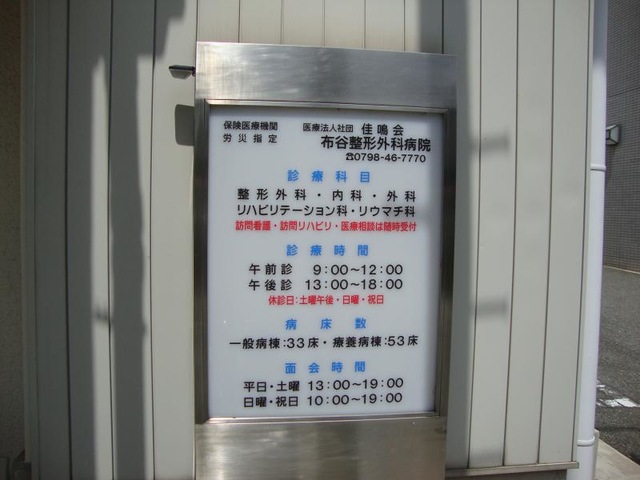 保険医療機関
労災指定
医療法人社団 佳鳴会
布谷整形外科病院
☎0798-46-7770
診療科目
整形外科・内科・外科
リハビリテーション科・リウマチ科
訪問看護・訪問リハビリ・医療相談は随時受付
診療時間
午前診 9:00〜12:00
午後診 13:00〜18:00
休診日:土曜午後・日曜・祝日
病床数
一般病棟:33床・療養病棟:53床
面会時間
平日・土曜 13:00〜19:00
日曜・祝日 10:00〜19:00